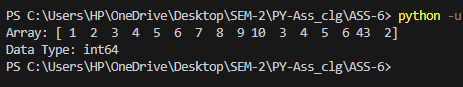 PS C:\Users\HP\OneDrive\Desktop\SEM-2\PY-Ass_clg\ASS-6> python -u
Array: [ 1  2  3  4  5  6  7  8  9 10  3  4  5  6 43  2]
Data Type: int64
PS C:\Users\HP\OneDrive\Desktop\SEM-2\PY-Ass_clg\ASS-6>